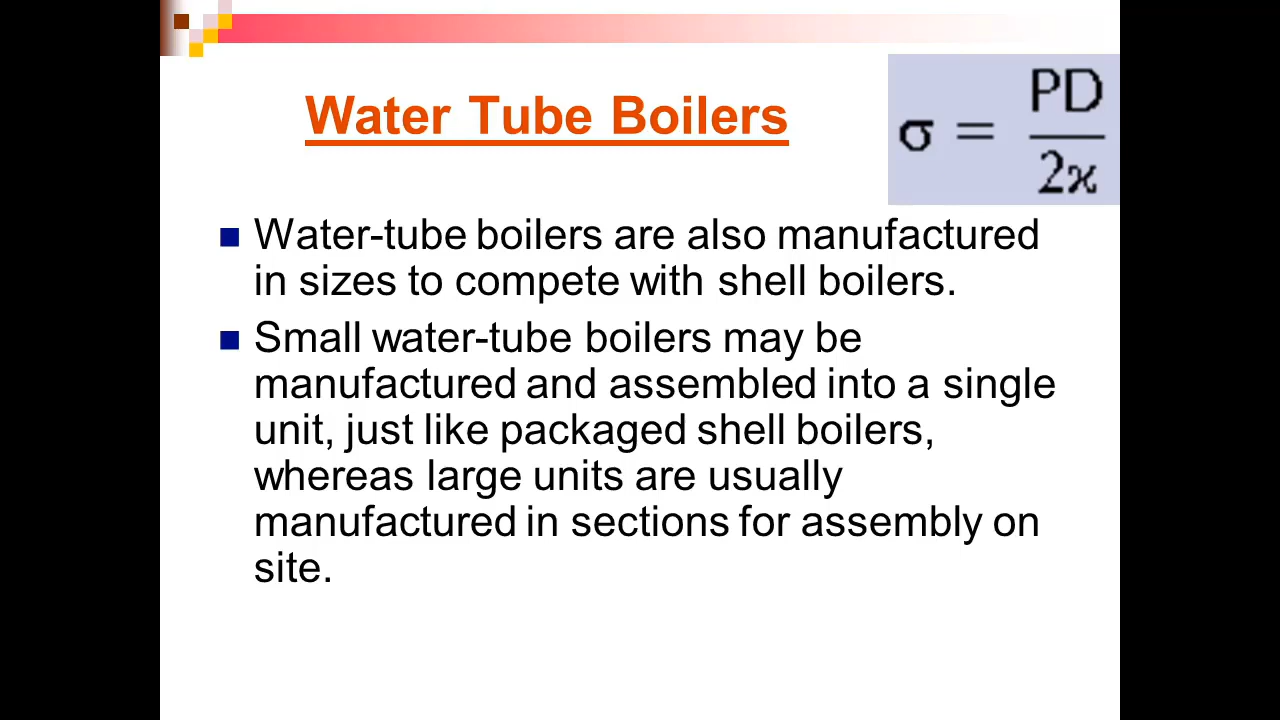 Water Tube Boilers
σ = PD / 2x
Water-tube boilers are also manufactured
in sizes to compete with shell boilers.
Small water-tube boilers may be
manufactured and assembled into a single
unit, just like packaged shell boilers,
whereas large units are usually
manufactured in sections for assembly on
site.